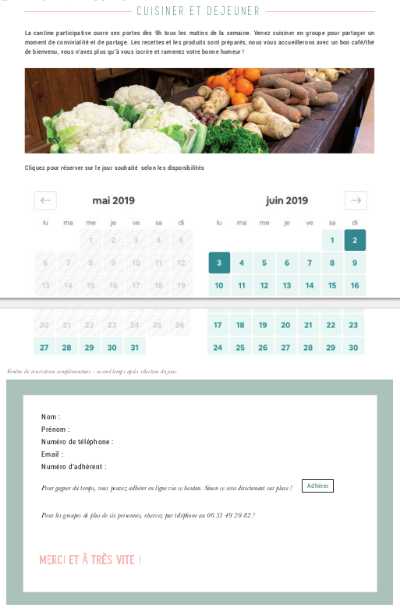 CUISINER ET DEJEUNER
La cantine participative ouvre ses portes dès 9h tous les matins de la semaine. Venez cuisiner en groupe pour partager un
moment de convivialité et de partage. Les recettes et les produits sont préparés, nous vous accueillerons avec un bon café/thé
de bienvenu, vous n'avez plus qu'à vous inscrire et ramenez votre bonne humeur !
Cliquez pour réserver sur le jour souhaité selon les disponibilités
← mai 2019 juin 2019 →
lu ma me je ve sa di lu ma me je ve sa di
1 2 3 4 5 1 2
6 7 8 9 10 11 12 3 4 5 6 7 8 9
13 14 15 16 17 18 19 10 11 12 13 14 15 16
20 21 22 23 24 25 26 17 18 19 20 21 22 23
27 28 29 30 31 24 25 26 27 28 29 30
après sélection du jour
Nom :
Prénom :
Numéro de téléphone :
Email :
Numéro d'adhérent :
Pour gagner du temps, vous pouvez adhérer en ligne via ce bouton. Sinon ce sera directement sur place ! Adhérer
Pour les groupes de plus de six personnes, réservez par téléphone au 06 51 49 29 82 !
MERCI ET À TRÈS VITE !